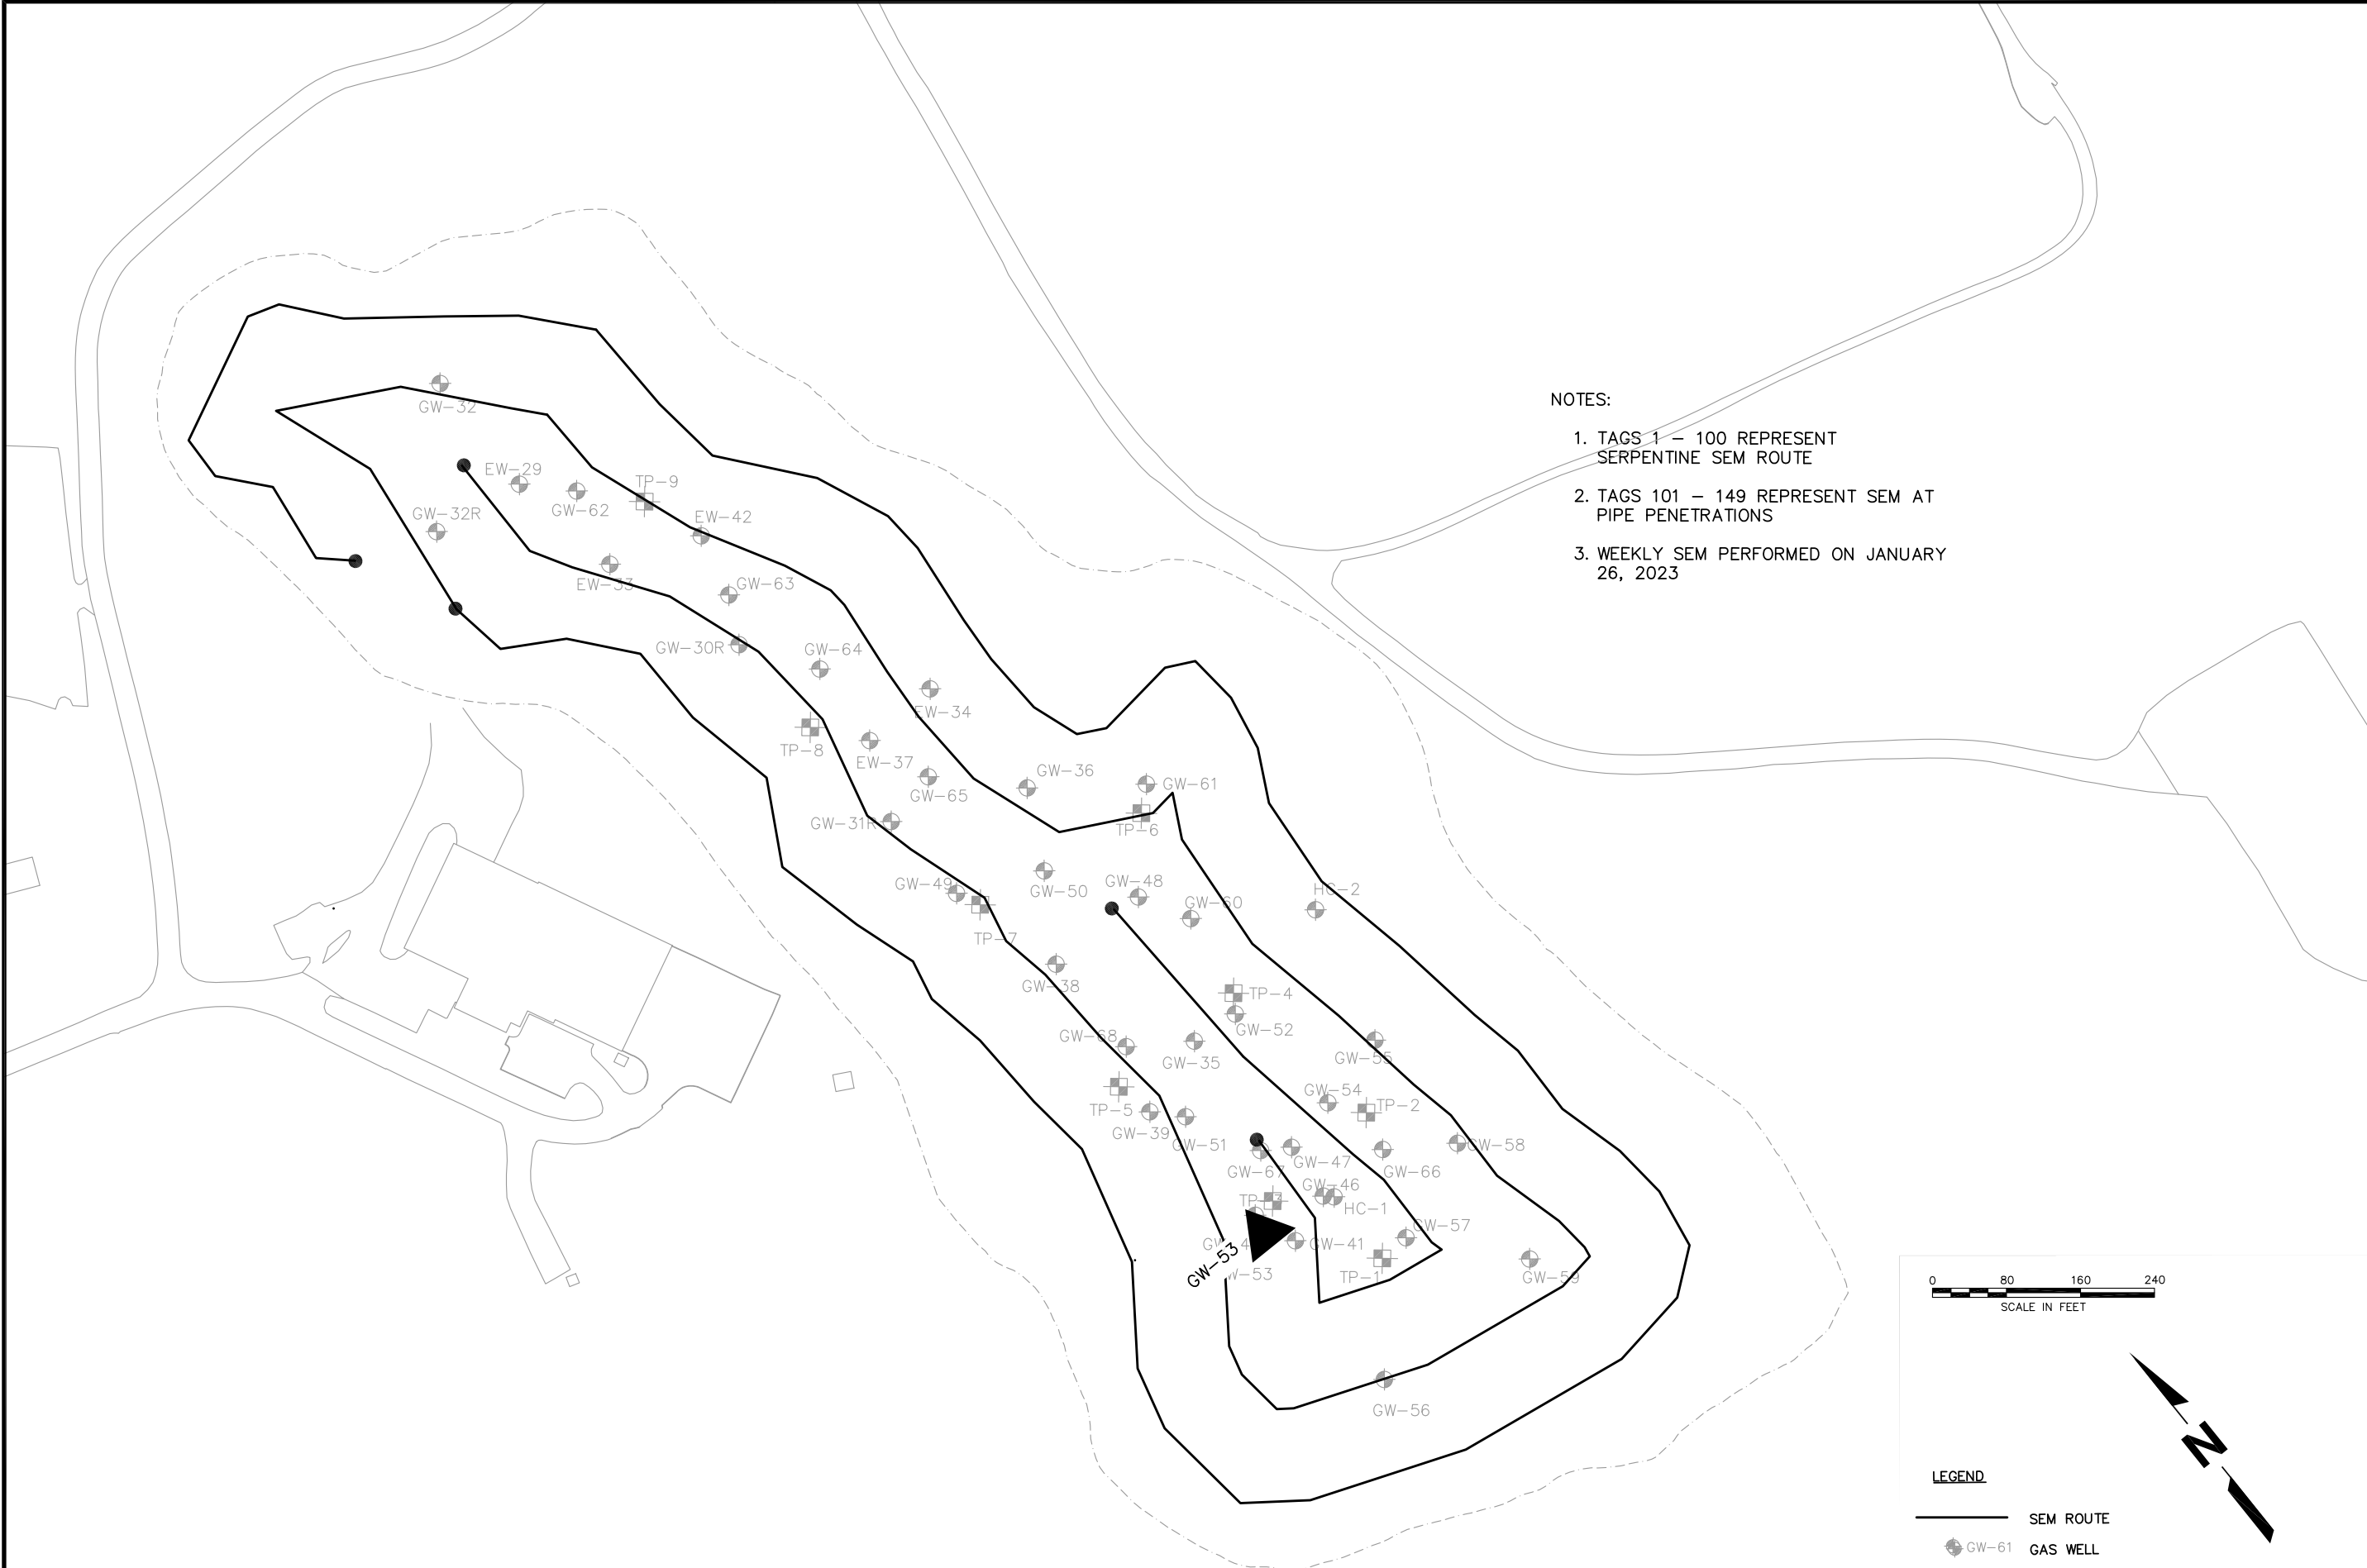 GW-32
EW-29
TP-9
GW-62
GW-32R
EW-42
EW-33
GW-63
GW-30R
GW-64
EW-34
TP-8
EW-37
GW-65
GW-36
GW-61
GW-31R
TP-6
GW-49
GW-50
GW-48
GW-60
HC-2
TP-7
GW-38
TP-4
GW-52
GW-68
GW-35
GW-55
TP-5
GW-39
GW-51
GW-54
TP-2
GW-58
GW-67
GW-47
GW-66
GW-46
TP-3
HC-1
GW-57
GW-41
GW-53
TP-1
GW-59
GW-56
NOTES:
1. TAGS 1 - 100 REPRESENT
SERPENTINE SEM ROUTE
2. TAGS 101 - 149 REPRESENT SEM AT
PIPE PENETRATIONS
3. WEEKLY SEM PERFORMED ON JANUARY
26, 2023
0 80 160 240
SCALE IN FEET
N
LEGEND
SEM ROUTE
GW-61 GAS WELL